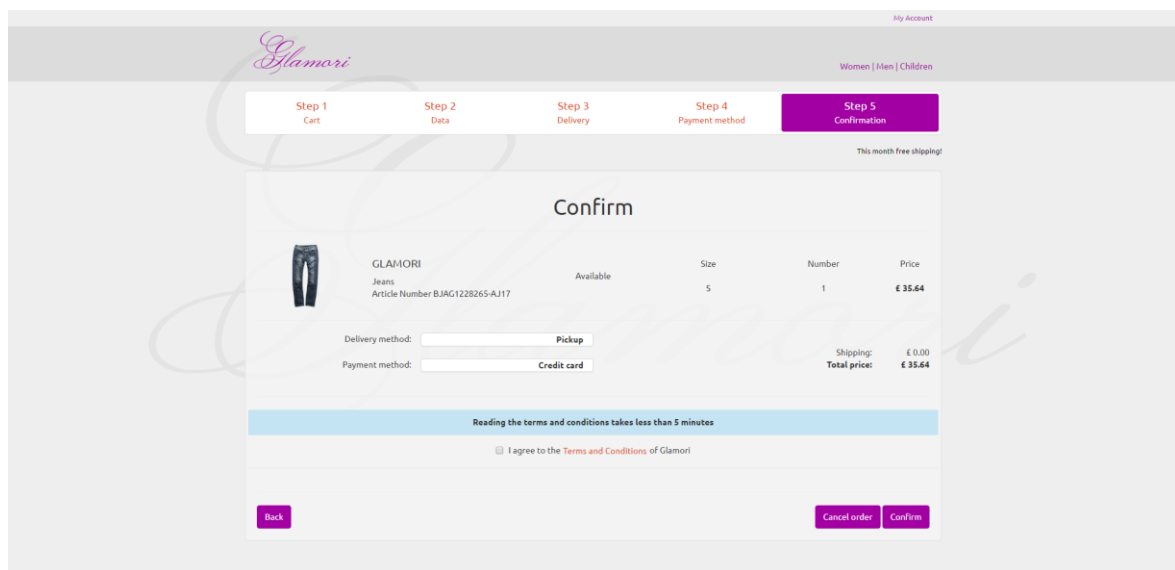 My Account
Glamori
Women | Men | Children
Step 1
Cart
Step 2
Data
Step 3
Delivery
Step 4
Payment method
Step 5
Confirmation
This month free shipping!
Glamori
Confirm
GLAMORI
Jeans
Article Number BJAG1228265-AJ17
Available
Size
S
Number
1
Price
£ 35.64
Delivery method: Pickup
Payment method: Credit card
Shipping: £ 0.00
Total price: £ 35.64
Reading the terms and conditions takes less than 5 minutes
I agree to the Terms and Conditions of Glamori
Back
Cancel order
Confirm